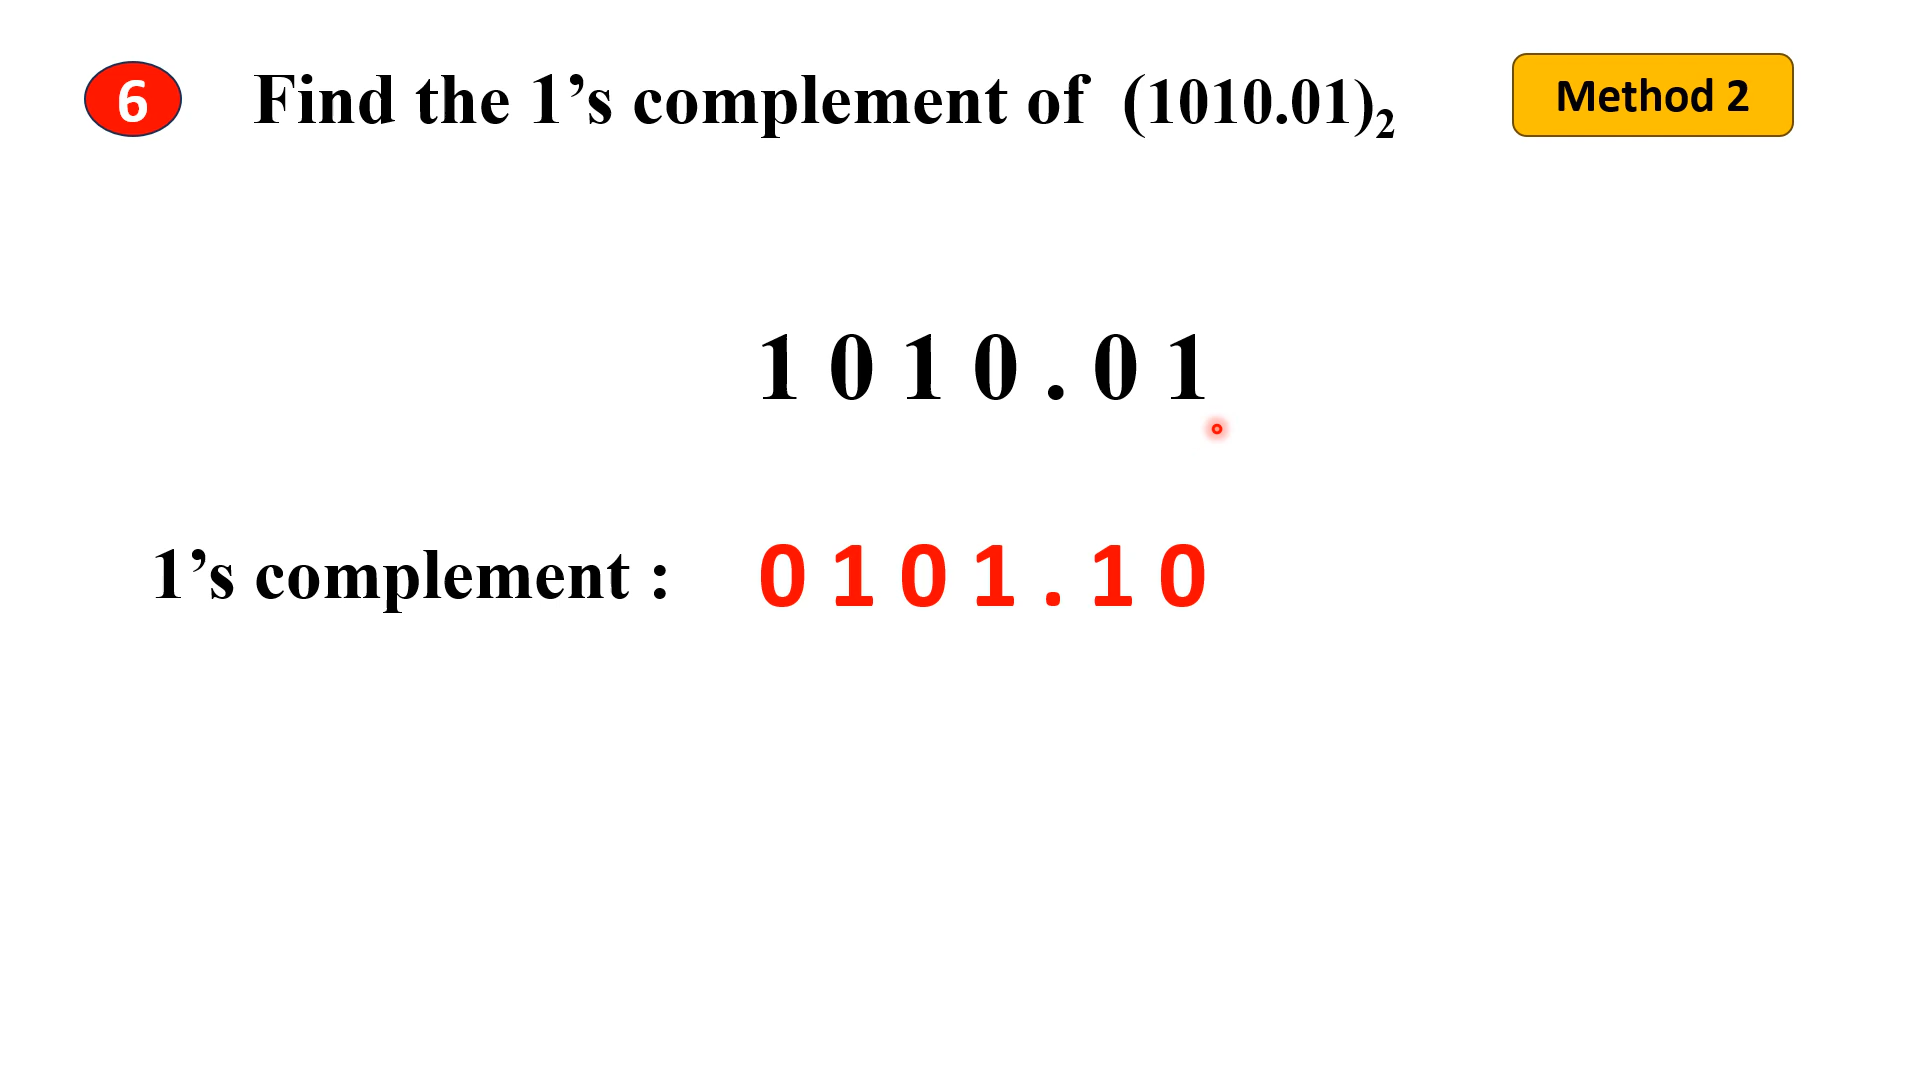 6 Find the 1’s complement of (1010.01)₂ Method 2
1 0 1 0 . 0 1
1’s complement : 0 1 0 1 . 1 0